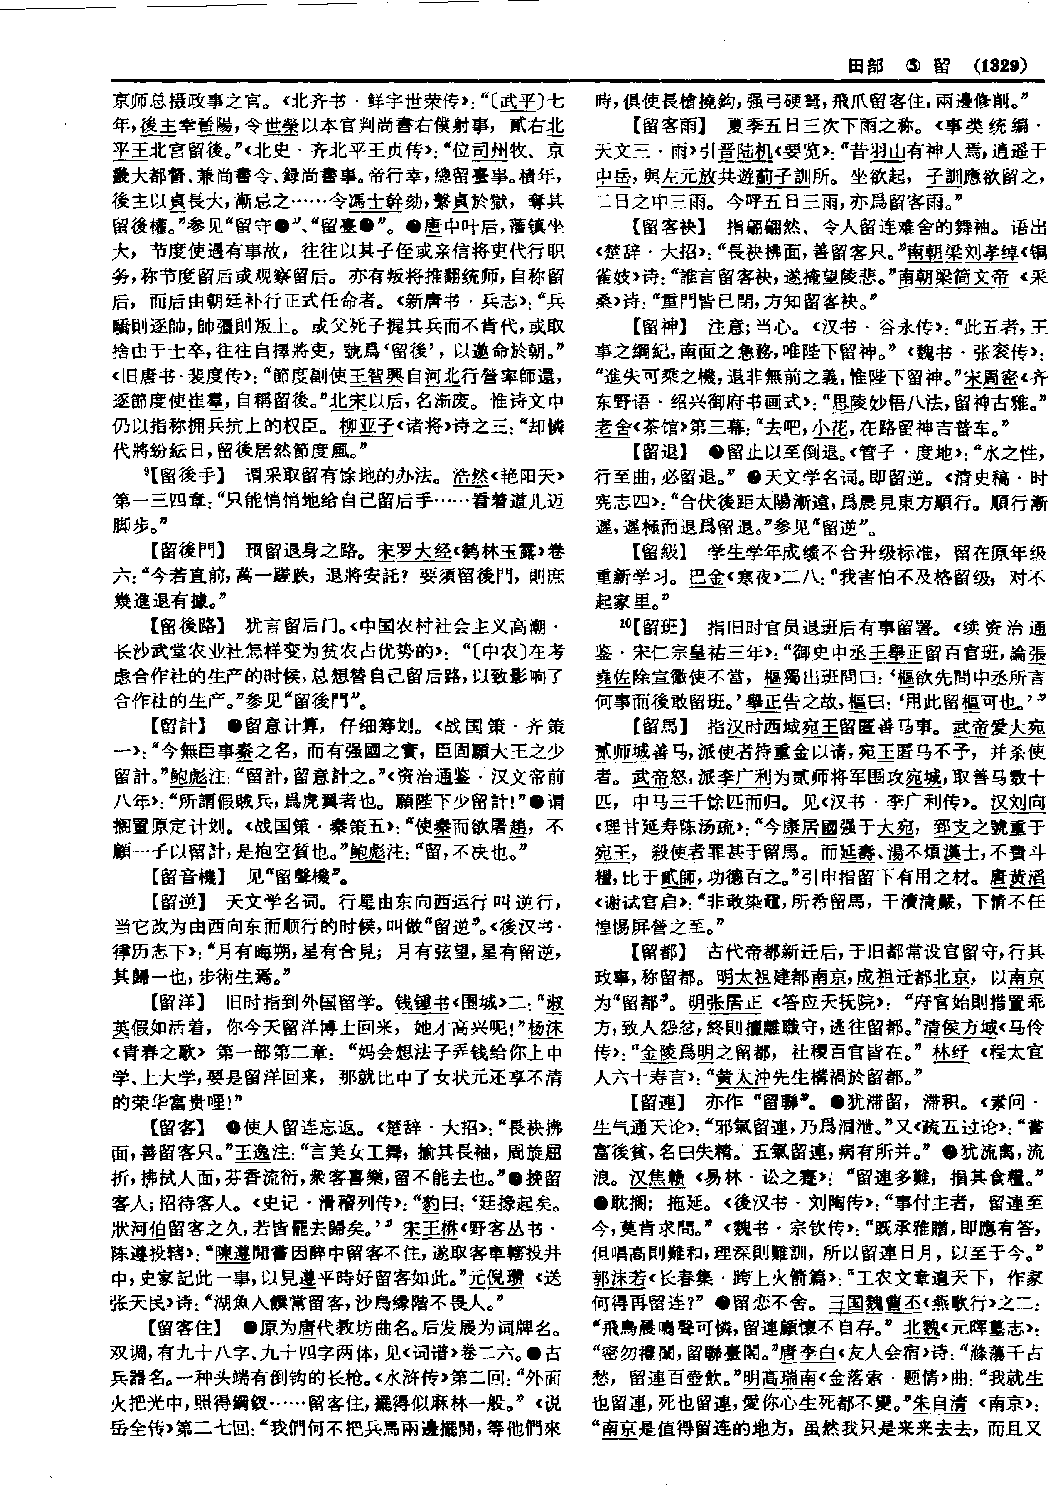 田部 ⑤ 留 (1329)
京师总摄政事之官。《北齐书·鲜于世荣传》：“〔武平〕七
年，後主幸晉陽，令世榮以本官判尚書右僕射事，貳右北
平王北宮留後。”《北史·齐北平王贞传》：“位司州牧、京
畿大都督、兼尚書令、録尚書事。帝行幸，總留臺事。積年，
後主以貞長大，漸忌之……令馮士幹劾，繫貞於獄，奪其
留後權。”参见“留守●”、“留臺●”。●唐中叶后，藩镇坐
大，节度使遇有事故，往往以其子侄或亲信将吏代行职
务，称节度留后或观察留后。亦有叛将推翻统师，自称留
后，而后由朝廷补行正式任命者。《新唐书·兵志》：“兵
驕則逐帥，帥彊則叛上。或父死子握其兵而不肯代，或取
捨由于士卒，往往自擇將吏，號爲‘留後’，以邀命於朝。”
《旧唐书·裴度传》：“節度副使王智興自河北行營率師還，
逐節度使崔羣，自稱留後。”北宋以后，名渐废。惟诗文中
仍以指称拥兵抗上的权臣。柳亚子《诸将》诗之三：“却憐
代將紛紜日，留後居然節度風。”
⁹【留後手】 谓采取留有馀地的办法。浩然《艳阳天》
第一三四章：“只能悄悄地给自己留后手……看着道儿迈
脚步。”
【留後門】 预留退身之路。宋罗大经《鹤林玉露》卷
六：“今若直前，萬一蹉跌，退將安託？要須留後門，則庶
幾進退有據。”
【留後路】 犹言留后门。《中国农村社会主义高潮·
长沙武堂农业社怎样变为贫农占优势的》：“〔中农〕在考
虑合作社的生产的时候，总想替自己留后路，以致影响了
合作社的生产。”参见“留後門”。
【留計】 ●留意计算，仔细筹划。《战国策·齐策
一》：“今無臣事秦之名，而有强國之實，臣固願大王之少
留計。”鲍彪注：“留計，留意計之。”《资治通鉴·汉文帝前
八年》：“所謂假賊兵，爲虎翼者也。願陛下少留計！”●谓
搁置原定计划。《战国策·秦策五》：“使秦而欲屠趙，不
顧一子以留計，是抱空質也。”鲍彪注：“留，不决也。”
【留音機】 见“留聲機”。
【留逆】 天文学名词。行星由东向西运行叫逆行，
当它改为由西向东而顺行的时候，叫做“留逆”。《後汉书·
律历志下》：“月有晦朔，星有合見；月有弦望，星有留逆，
其歸一也，步術生焉。”
【留洋】 旧时指到外国留学。钱锺书《围城》二：“淑
英假如活着，你今天留洋博士回来，她才高兴呢！”杨沫
《青春之歌》第一部第二章：“妈会想法子弄钱给你上中
学、上大学，要是留洋回来，那就比中了女状元还享不清
的荣华富贵哩！”
【留客】 ●使人留连忘返。《楚辞·大招》：“長袂拂
面，善留客只。”王逸注：“言美女工舞，揄其長袖，周旋屈
折，拂拭人面，芬香流衍，衆客喜樂，留不能去也。”●挽留
客人；招待客人。《史记·滑稽列传》：“豹曰：‘廷掾起矣。
狀河伯留客之久，若皆罷去歸矣。’” 宋王楙《野客丛书·
陈遵投辖》：“陳遵閒嘗因醉中留客不住，遂取客車轄投井
中，史家記此一事，以見遵平時好留客如此。”元倪瓒《送
张天民》诗：“湖魚入饌常留客，沙鳥緣階不畏人。”
【留客住】 ●原为唐代教坊曲名。后发展为词牌名。
双调，有九十八字、九十四字两体，见《词谱》卷二六。●古
兵器名。一种头端有倒钩的长枪。《水浒传》第二回：“外面
火把光中，照得鋼釵……留客住，擺得似麻林一般。”《说
岳全传》第二七回：“我們何不把兵馬兩邊擺開，等他們來
時，俱使長槍撓鈎，强弓硬弩，飛爪留客住，兩邊修削。”
【留客雨】 夏季五日三次下雨之称。《事类统编·
天文三·雨》引晋陆机《要览》：“昔羽山有神人焉，逍遥于
中岳，與左元放共遊薊子訓所。坐欲起，子訓應欲留之，
一日之中三雨。今呼五日三雨，亦爲留客雨。”
【留客袂】 指翩翩然、令人留连难舍的舞袖。语出
《楚辞·大招》：“長袂拂面，善留客只。”南朝梁刘孝绰《铜
雀妓》诗：“誰言留客袂，遂掩望陵悲。”南朝梁简文帝《采
桑》诗：“重門皆已閉，方知留客袂。”
【留神】 注意；当心。《汉书·谷永传》：“此五者，王
事之綱紀，南面之急務，唯陛下留神。”《魏书·张衮传》：
“進失可乘之機，退非無前之義，惟陛下留神。”宋周密《齐
东野语·绍兴御府书画式》：“思陵妙悟八法，留神古雅。”
老舍《茶馆》第三幕：“去吧，小花，在路留神吉普车。”
【留退】 ●留止以至倒退。《管子·度地》：“水之性，
行至曲，必留退。”●天文学名词。即留逆。《清史稿·时
宪志四》：“合伏後距太陽漸遠，爲晨見東方順行。順行漸
遲，遲極而退爲留退。”参见“留逆”。
【留級】 学生学年成绩不合升级标准，留在原年级
重新学习。巴金《寒夜》二八：“我害怕不及格留级，对不
起家里。”
¹⁰【留班】 指旧时官员退班后有事留署。《续资治通
鉴·宋仁宗皇祐三年》：“御史中丞王舉正留百官班，論張
堯佐除宣徽使不當，樞獨出班問曰：‘樞欲先問中丞所言
何事而後敢留班。’舉正告之故，樞曰：‘用此留樞可也。’”
【留馬】 指汉时西域宛王留匿善马事。武帝爱大宛
贰师城善马，派使者持重金以请，宛王匿马不予，并杀使
者。武帝怒，派李广利为贰师将军围攻宛城，取善马数十
匹，中马三千馀匹而归。见《汉书·李广利传》。汉刘向
《理甘延寿陈汤疏》：“今康居國强于大宛，郅支之號重于
宛王，殺使者罪甚于留馬。而延壽、湯不煩漢士，不費斗
糧，比于貳師，功德百之。”引申指留下有用之材。唐黄滔
《谢试官启》：“非敢染黿，所希留馬，干瀆清嚴，下情不任
惶惕屏營之至。”
【留都】 古代帝都新迁后，于旧都常设官留守，行其
政事，称留都。明太祖建都南京，成祖迁都北京，以南京
为“留都”。明张居正《答应天抚院》：“府官始則措置乖
方，致人怨忿，終則擅離職守，逃往留都。”清侯方域《马伶
传》：“金陵爲明之留都，社稷百官皆在。”林纾《程太宜
人六十寿言》：“黄太沖先生構禍於留都。”
【留連】 亦作“留聯”。●犹滞留，滞积。《素问·
生气通天论》：“邪氣留連，乃爲洞泄。”又《疏五过论》：“嘗
富後貧，名曰失精。五氣留連，病有所并。”●犹流离，流
浪。汉焦赣《易林·讼之蹇》：“留連多難，損其食糧。”
●耽搁；拖延。《後汉书·刘陶传》：“事付主者，留連至
今，莫肯求問。”《魏书·宗钦传》：“既承雅贈，即應有答，
但唱高則難和，理深則難訓，所以留連日月，以至于今。”
郭沫若《长春集·跨上火箭篇》：“工农文章遍天下，作家
何得再留连？”●留恋不舍。三国魏曹丕《燕歌行》之二：
“飛鳥晨鳴聲可憐，留連顧懷不自存。”北魏《元晖墓志》：
“密勿禮闈，留聯臺閣。”唐李白《友人会宿》诗：“滌蕩千古
愁，留連百壺飲。”明高瑞南《金落索·题情》曲：“我就生
也留連，死也留連，愛你心生死都不變。”朱自清《南京》：
“南京是值得留连的地方，虽然我只是来来去去，而且又